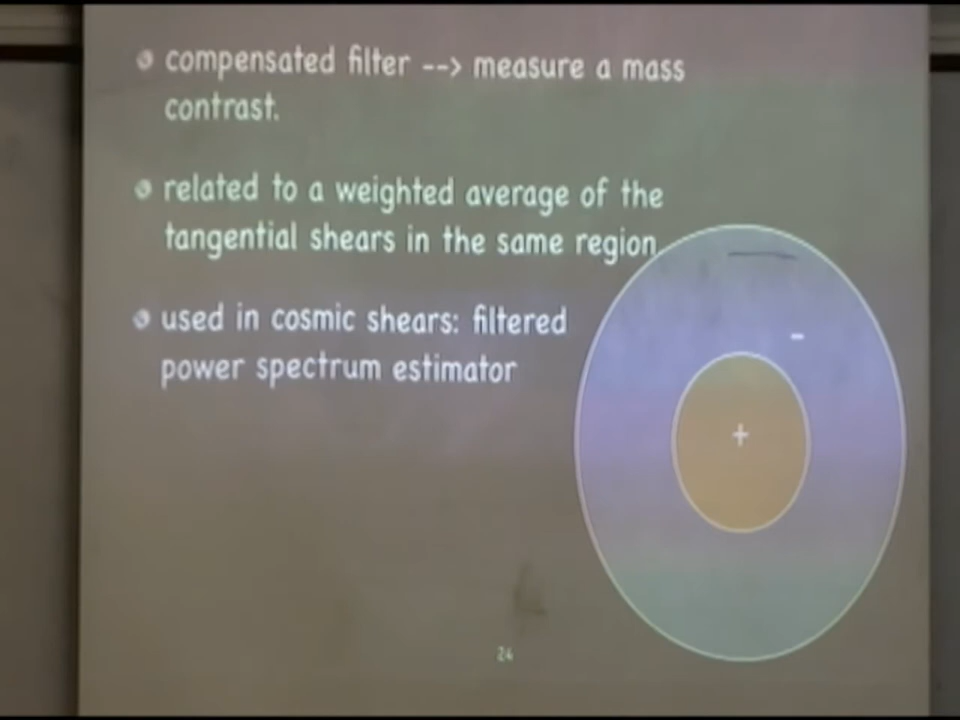 compensated filter --> measure a mass
contrast.
related to a weighted average of the
tangential shears in the same region
used in cosmic shears: filtered
power spectrum estimator
-
+
24